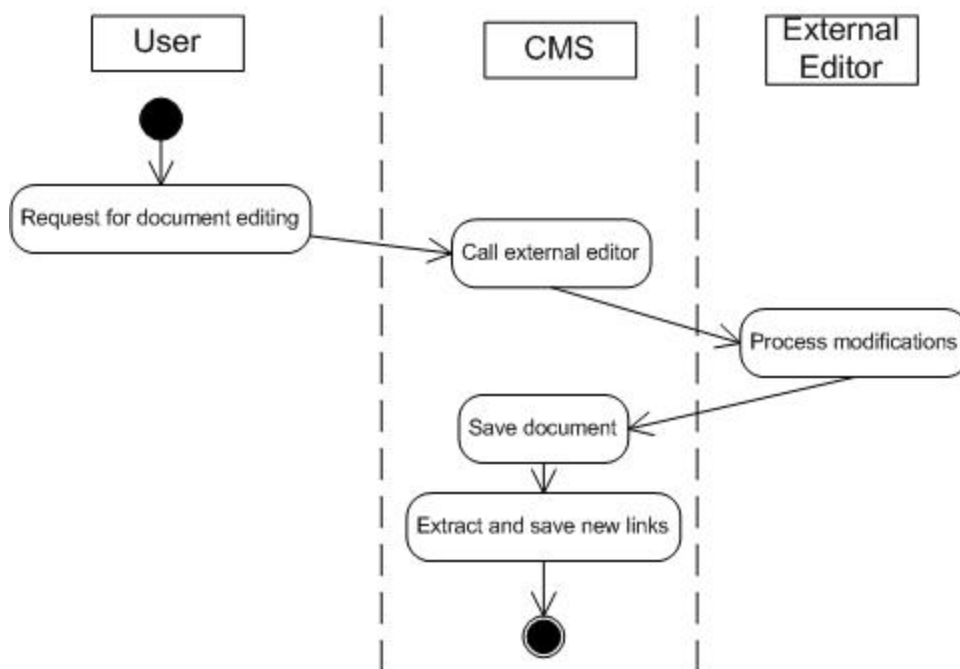 User
CMS
External
Editor
Request for document editing
Call external editor
Process modifications
Save document
Extract and save new links